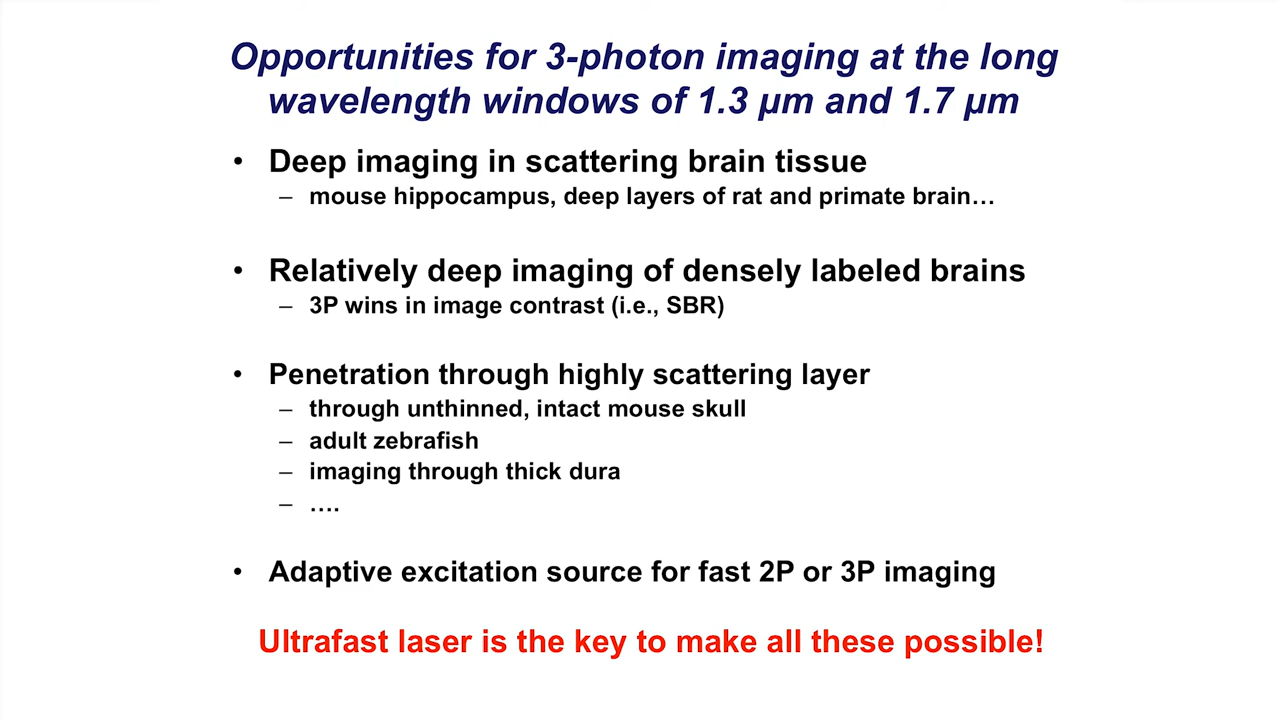 Opportunities for 3-photon imaging at the long
wavelength windows of 1.3 µm and 1.7 µm
• Deep imaging in scattering brain tissue
– mouse hippocampus, deep layers of rat and primate brain…
• Relatively deep imaging of densely labeled brains
– 3P wins in image contrast (i.e., SBR)
• Penetration through highly scattering layer
– through unthinned, intact mouse skull
– adult zebrafish
– imaging through thick dura
– ….
• Adaptive excitation source for fast 2P or 3P imaging
Ultrafast laser is the key to make all these possible!